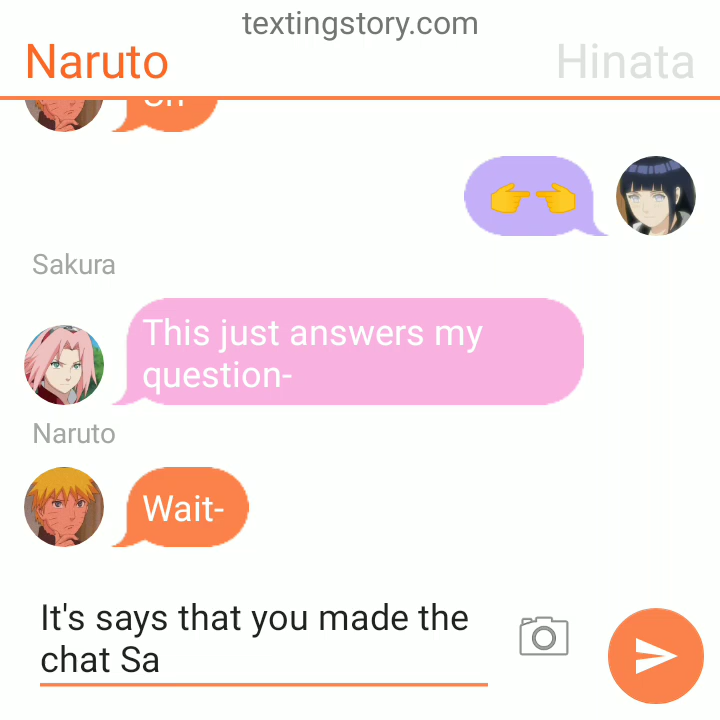 textingstory.com
Naruto
Hinata
Sakura
This just answers my
question-
Naruto
Wait-
It's says that you made the
chat Sa